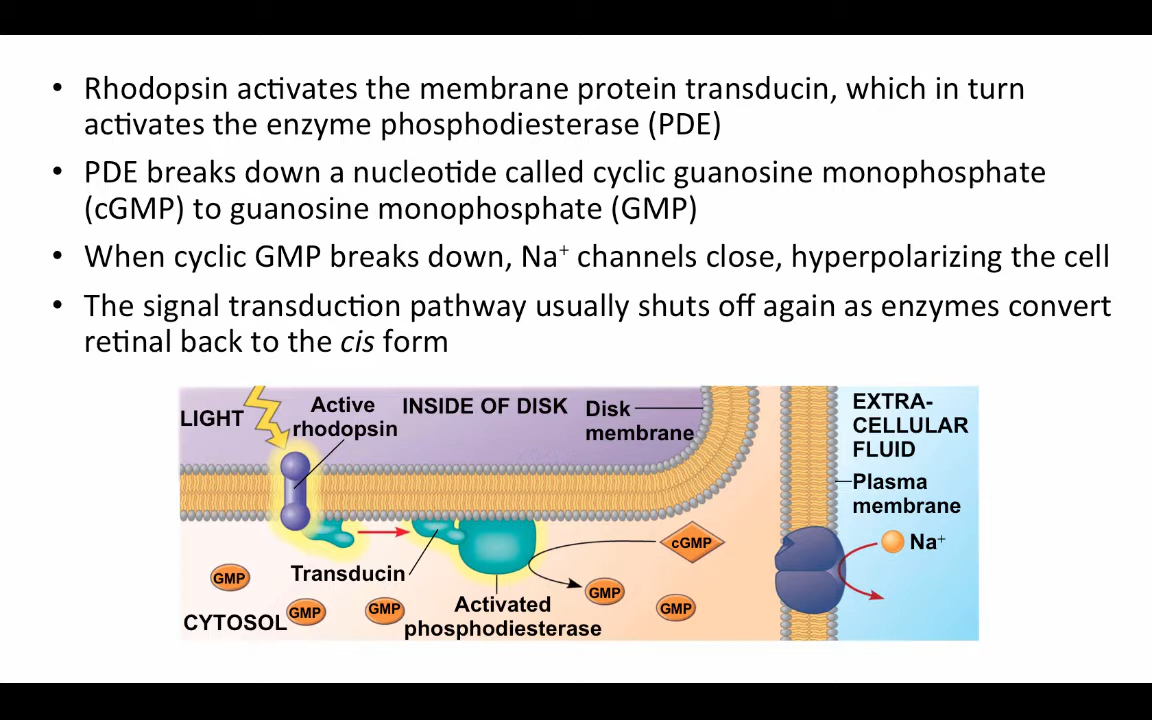 • Rhodopsin activates the membrane protein transducin, which in turn
activates the enzyme phosphodiesterase (PDE)
• PDE breaks down a nucleotide called cyclic guanosine monophosphate
(cGMP) to guanosine monophosphate (GMP)
• When cyclic GMP breaks down, Na⁺ channels close, hyperpolarizing the cell
• The signal transduction pathway usually shuts off again as enzymes convert
retinal back to the cis form
LIGHT
Active
rhodopsin
INSIDE OF DISK
Disk
membrane
EXTRA-
CELLULAR
FLUID
Plasma
membrane
Na⁺
cGMP
Transducin
GMP
GMP
GMP
GMP
GMP
CYTOSOL
Activated
phosphodiesterase